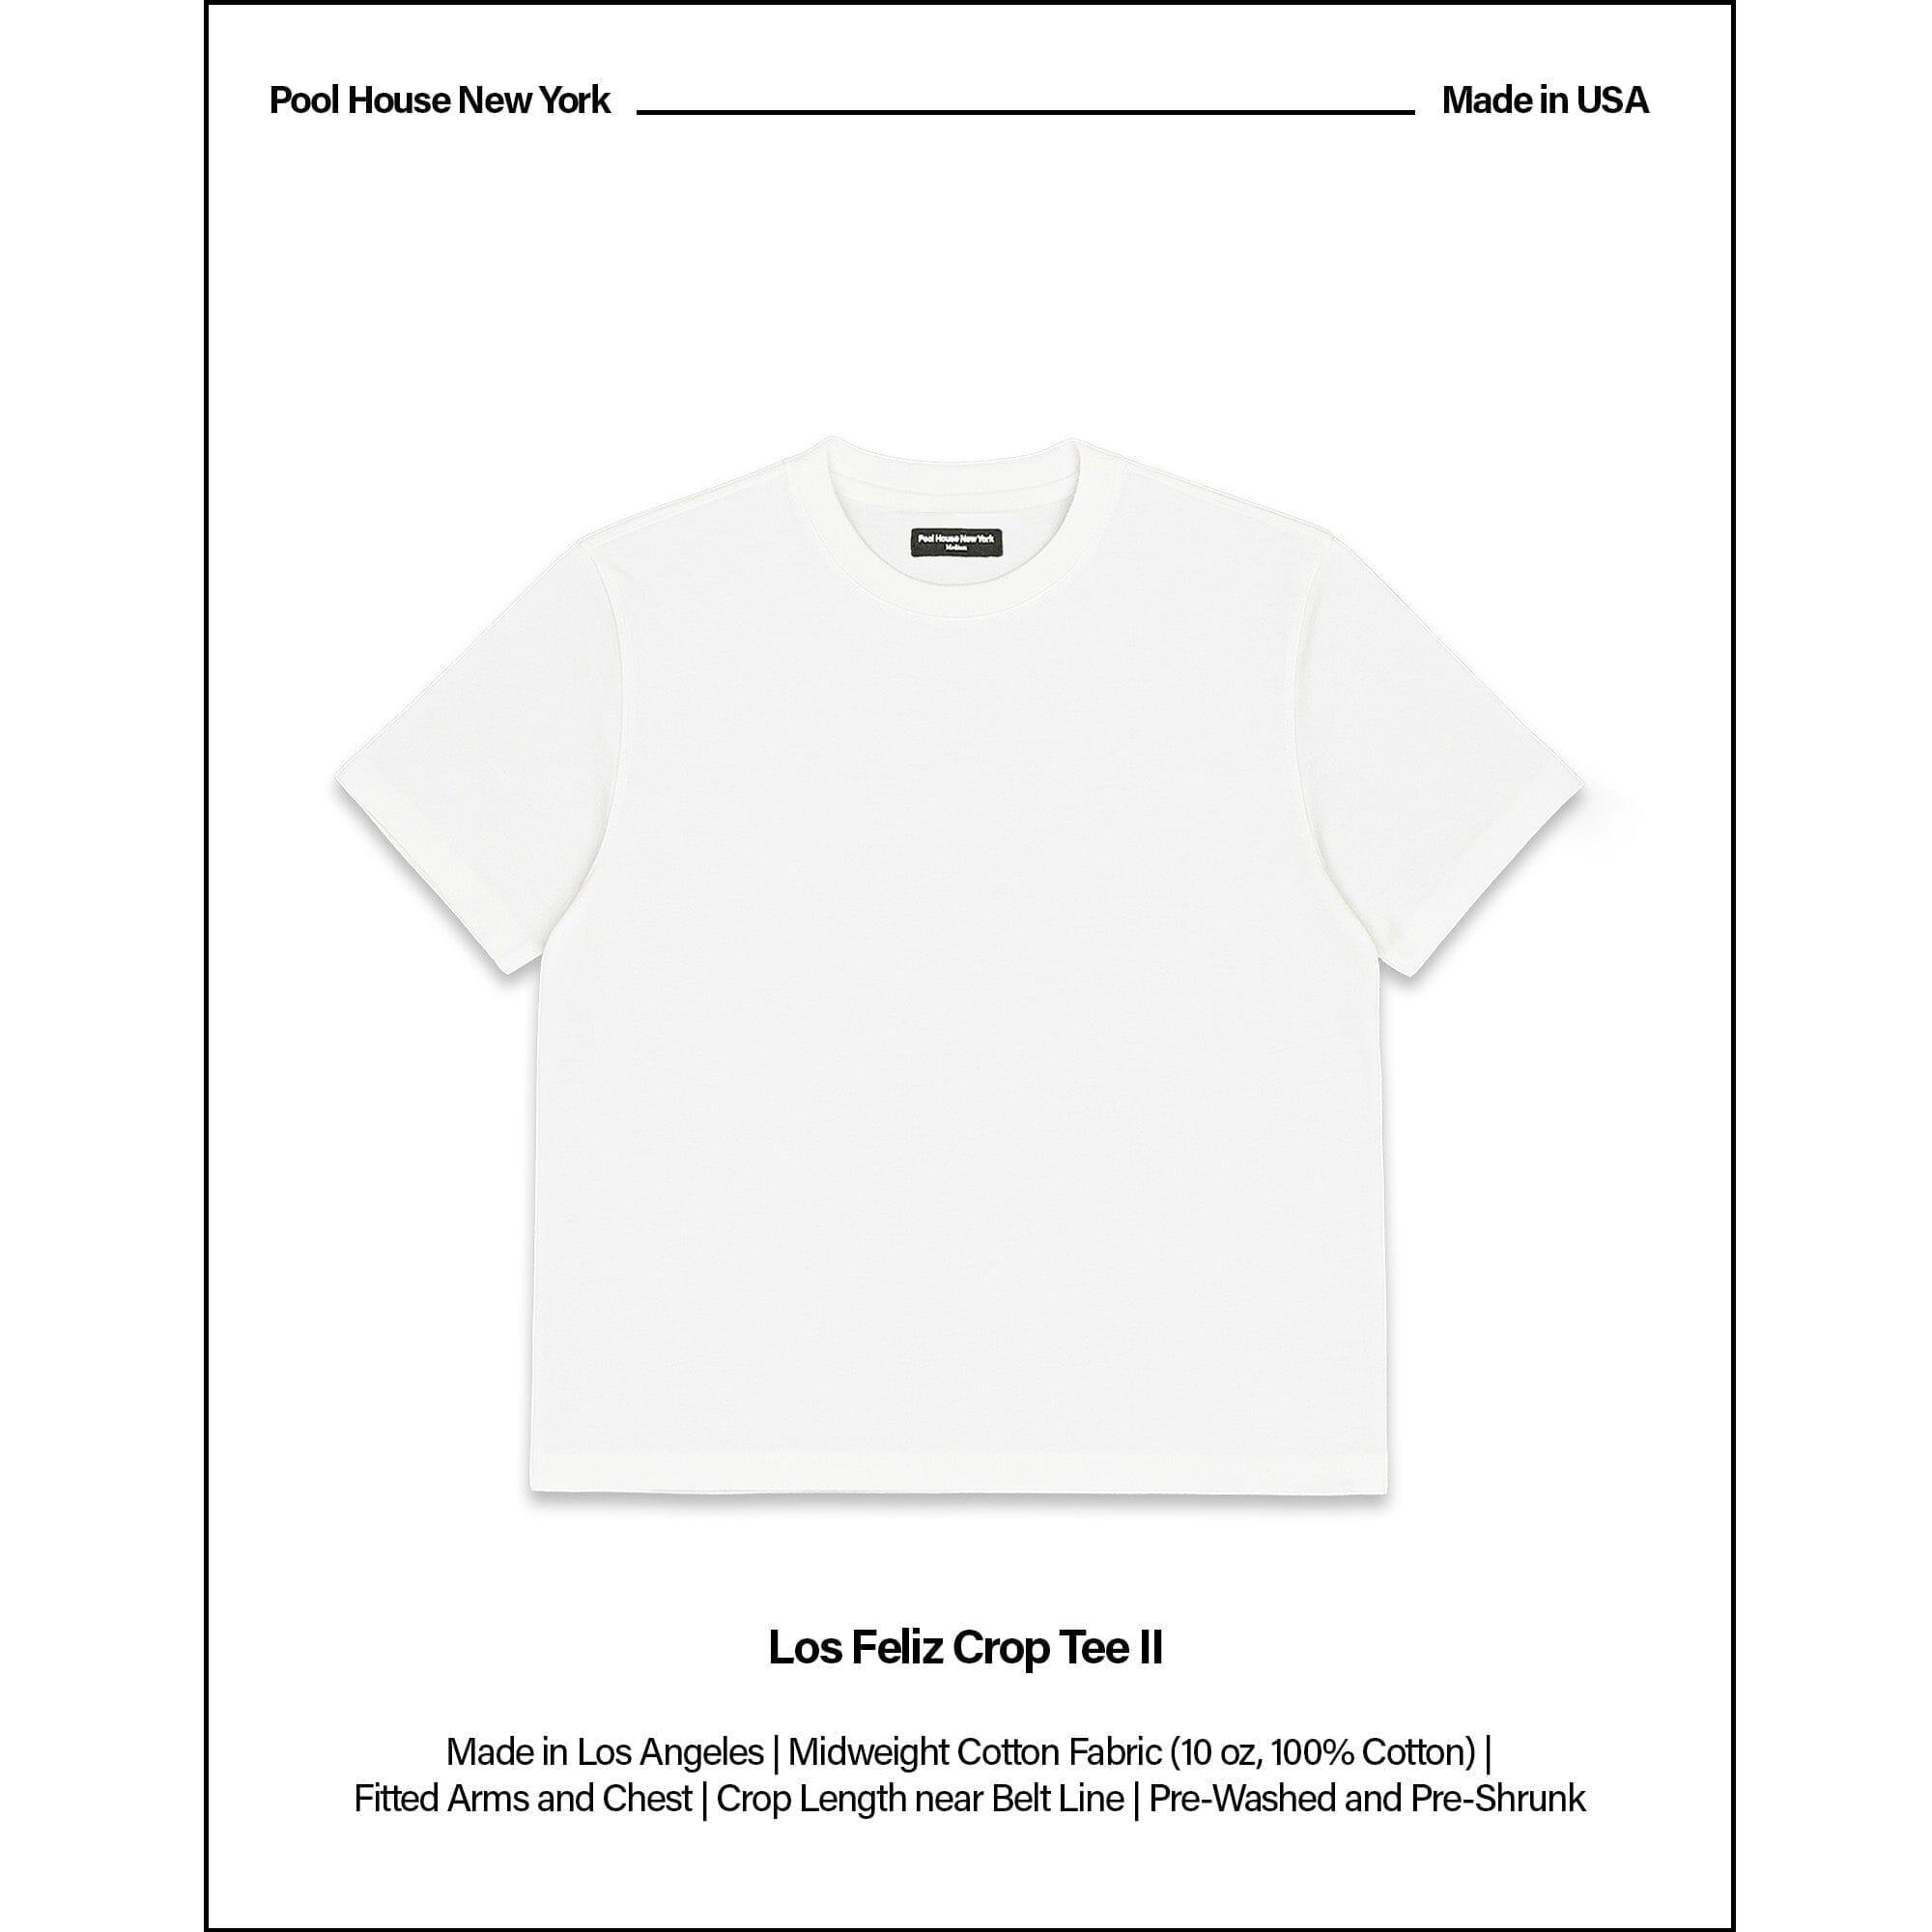 Pool House New York Made in USA
Pool House New York
Medium
Los Feliz Crop Tee II
Made in Los Angeles | Midweight Cotton Fabric (10 oz, 100% Cotton) |
Fitted Arms and Chest | Crop Length near Belt Line | Pre-Washed and Pre-Shrunk